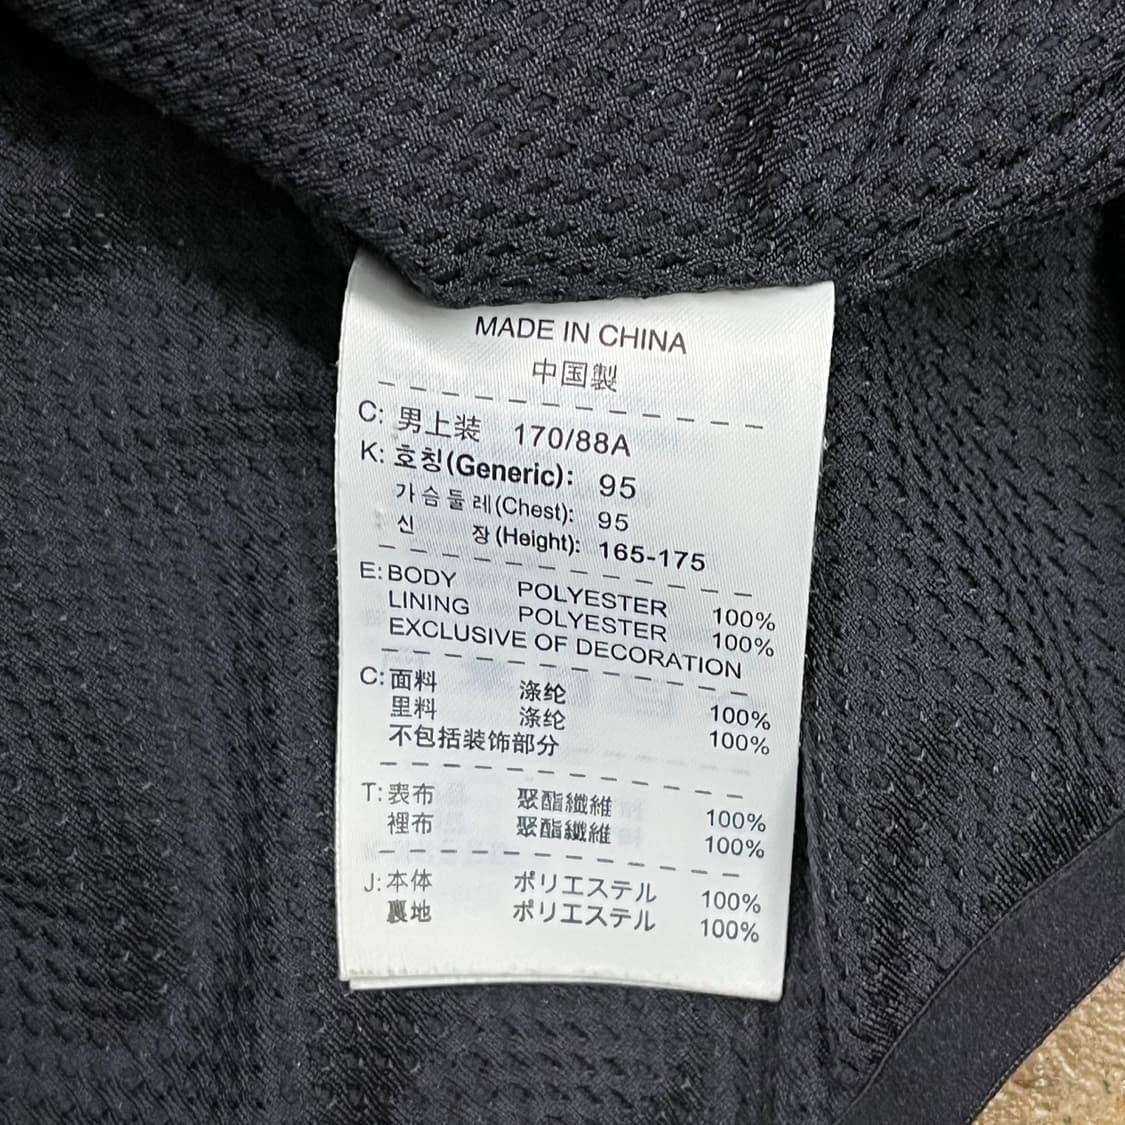 MADE IN CHINA
中国製
C: 男上装 170/88A
K: 호칭(Generic): 95
가슴둘레(Chest): 95
신 장(Height): 165-175
E: BODY POLYESTER 100%
LINING POLYESTER 100%
EXCLUSIVE OF DECORATION
C: 面料 涤纶 100%
里料 涤纶 100%
不包括装饰部分
T: 表布 聚酯纖維 100%
裡布 聚酯纖維 100%
J: 本体 ポリエステル 100%
裏地 ポリエステル 100%